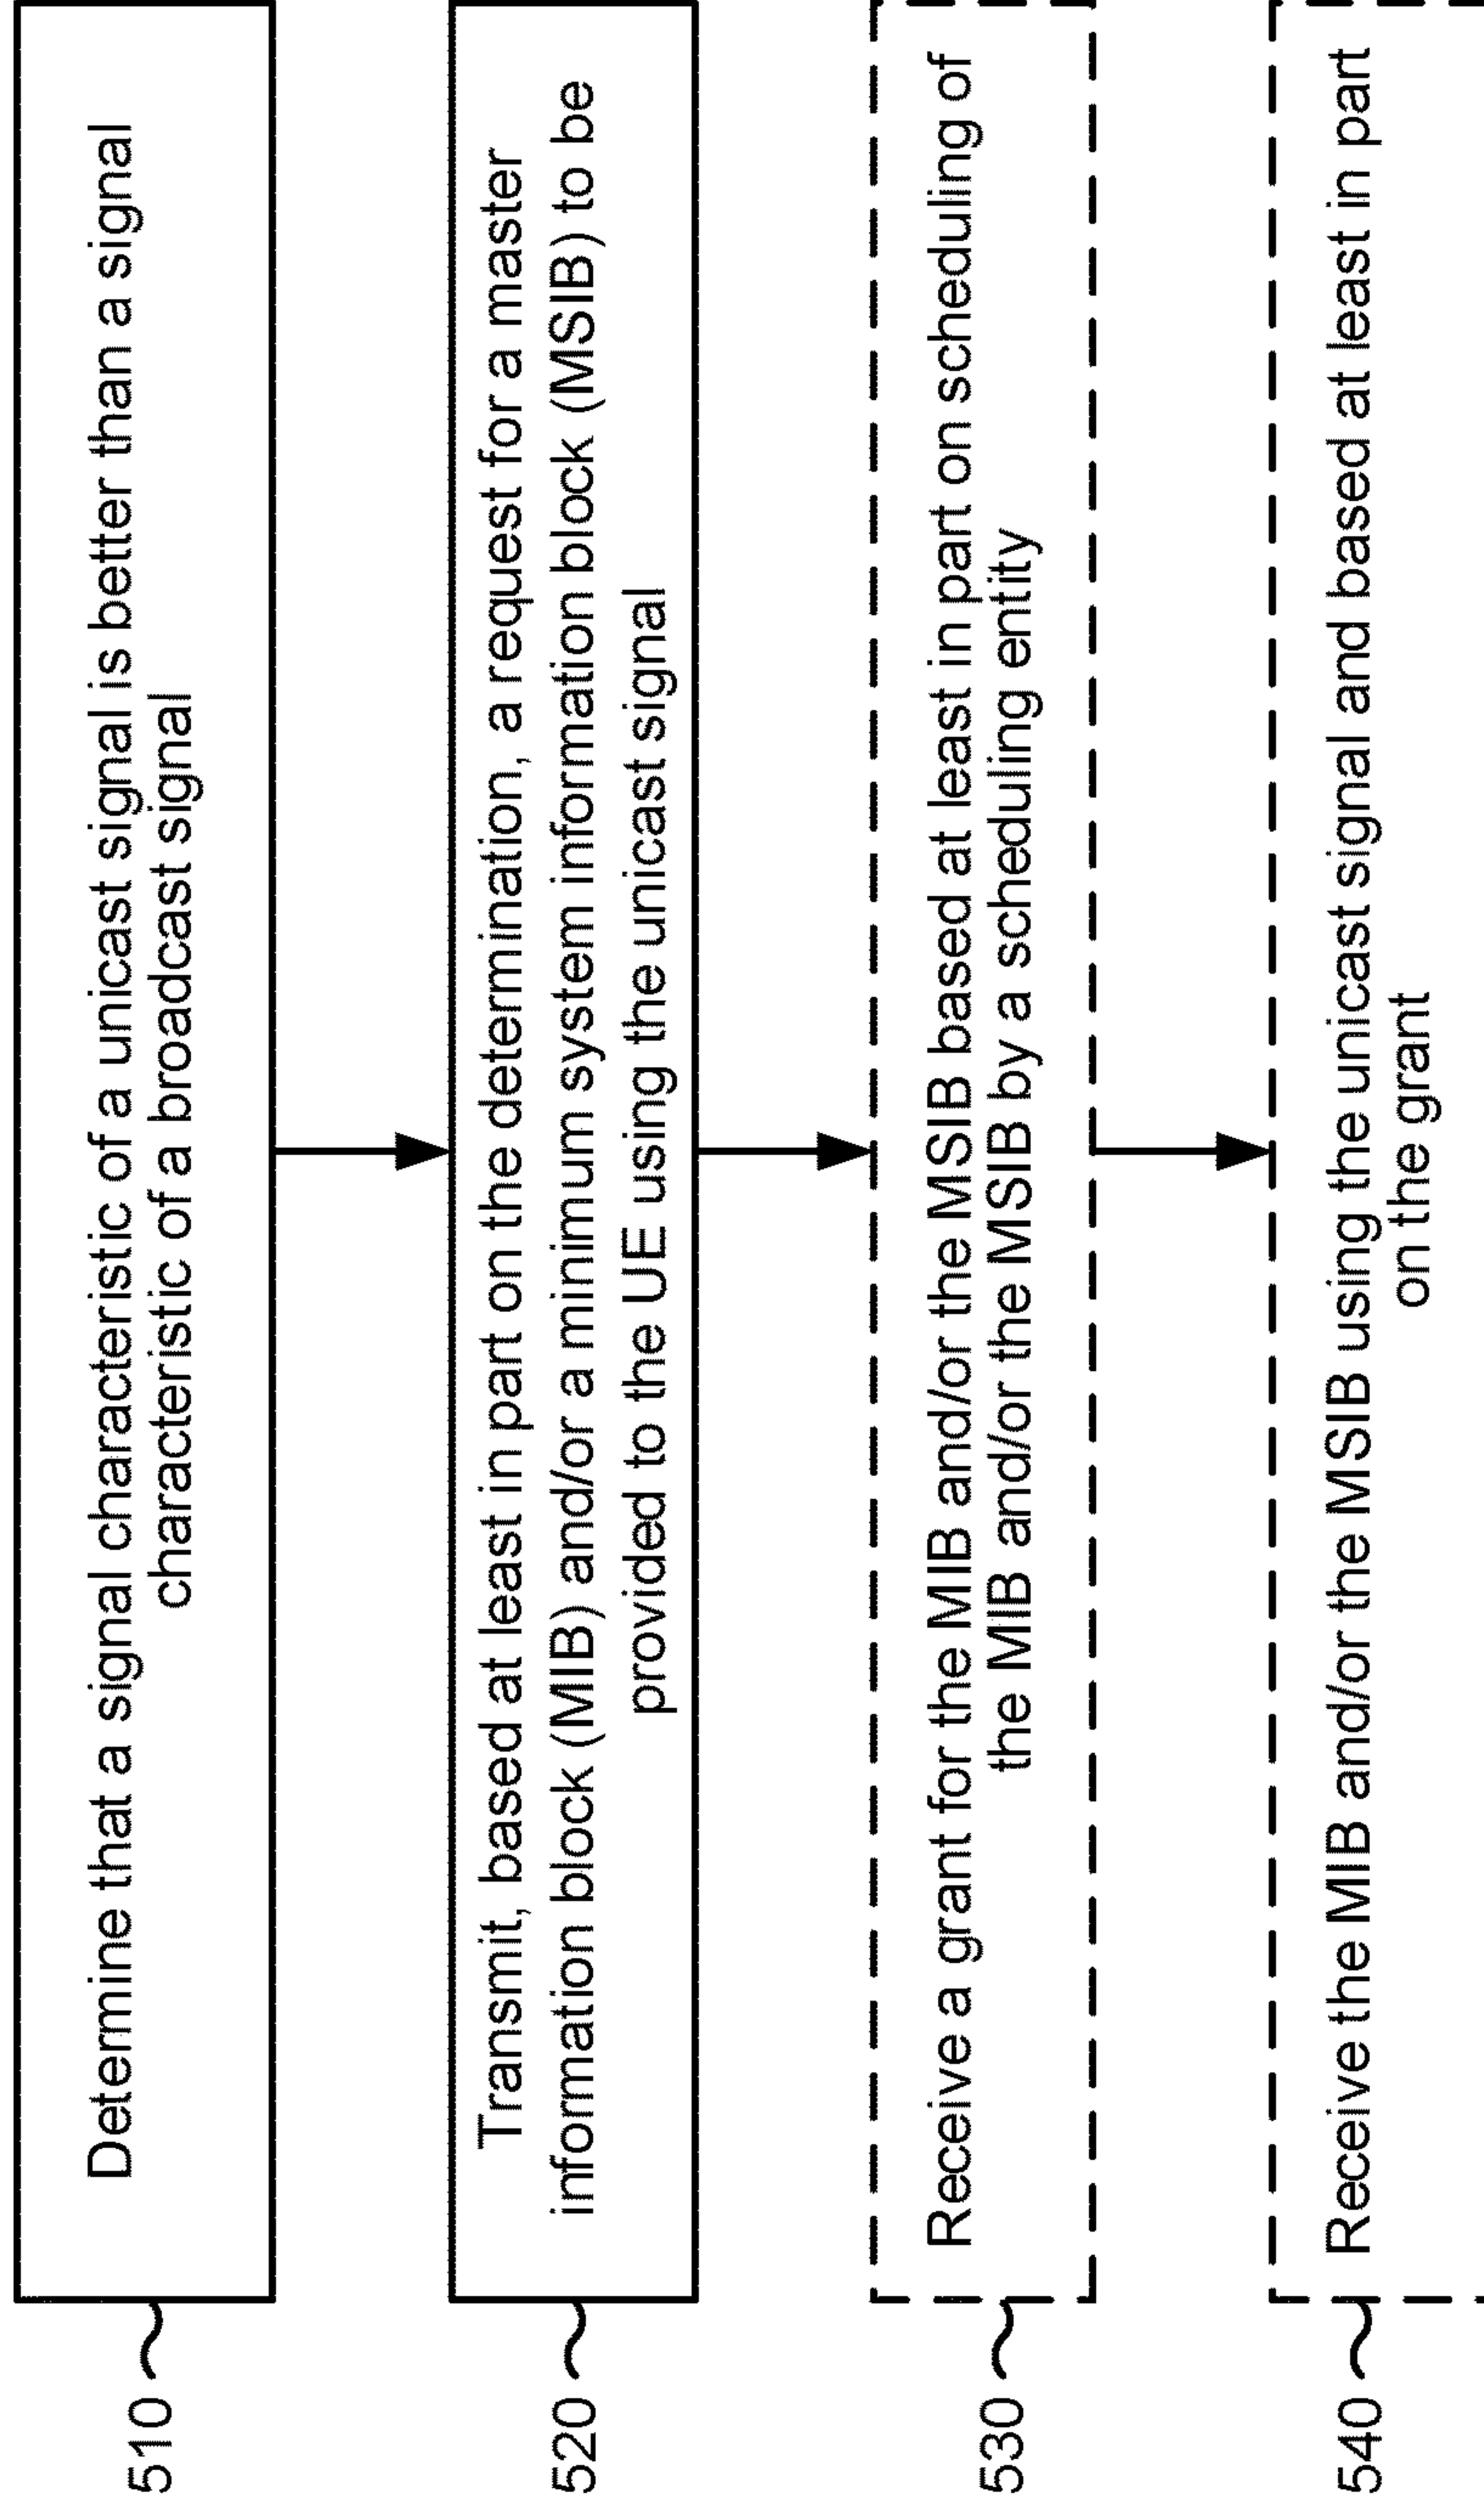 510
Determine that a signal characteristic of a unicast signal is better than a signal
characteristic of a broadcast signal
520
Transmit, based at least in part on the determination, a request for a master
information block (MIB) and/or a minimum system information block (MSIB) to be
provided to the UE using the unicast signal
530
Receive a grant for the MIB and/or the MSIB based at least in part on scheduling of
the MIB and/or the MSIB by a scheduling entity
540
Receive the MIB and/or the MSIB using the unicast signal and based at least in part
on the grant